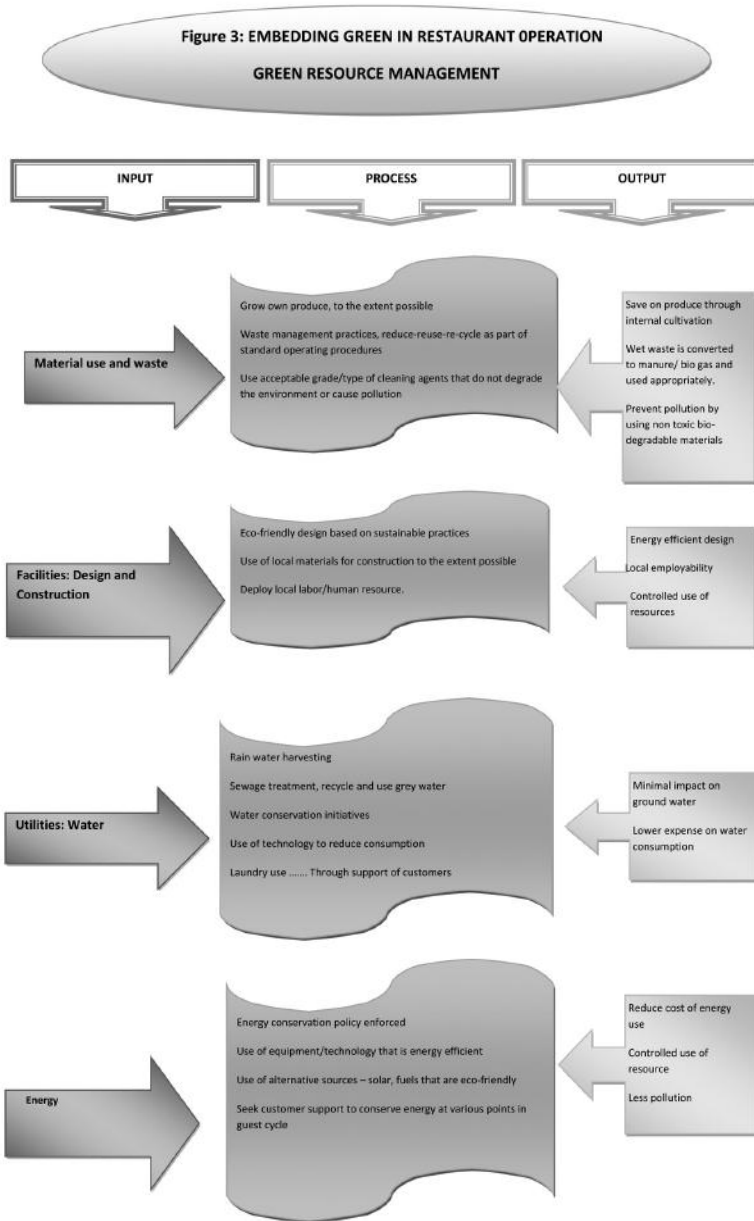 Figure 3: EMBEDDING GREEN IN RESTAURANT 0PERATION
GREEN RESOURCE MANAGEMENT
INPUT
PROCESS
OUTPUT
Material use and waste
Grow own produce, to the extent possible
Waste management practices, reduce-reuse-re-cycle as part of
standard operating procedures
Use acceptable grade/type of cleaning agents that do not degrade
the environment or cause pollution
Save on produce through
internal cultivation
Wet waste is converted
to manure/ bio gas and
used appropriately.
Prevent pollution by
using non toxic bio-
degradable materials
Facilities: Design and
Construction
Eco-friendly design based on sustainable practices
Use of local materials for construction to the extent possible
Deploy local labor/human resource.
Energy efficient design
Local employability
Controlled use of
resources
Utilities: Water
Rain water harvesting
Sewage treatment, recycle and use grey water
Water conservation initiatives
Use of technology to reduce consumption
Laundry use ....... Through support of customers
Minimal impact on
ground water
Lower expense on water
consumption
Energy
Energy conservation policy enforced
Use of equipment/technology that is energy efficient
Use of alternative sources – solar, fuels that are eco-friendly
Seek customer support to conserve energy at various points in
guest cycle
Reduce cost of energy
use
Controlled use of
resource
Less pollution